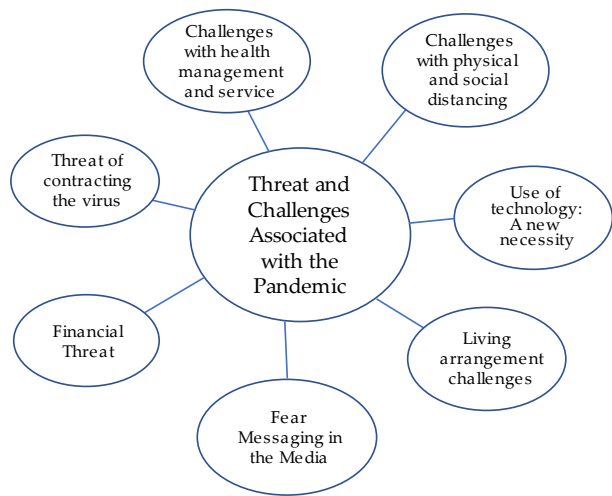 Challenges
with health
management
and service
Challenges
with physical
and social
distancing
Threat of
contracting
the virus
Threat and
Challenges
Associated
with the
Pandemic
Use of
technology:
A new
necessity
Financial
Threat
Living
arrangement
challenges
Fear
Messaging in
the Media